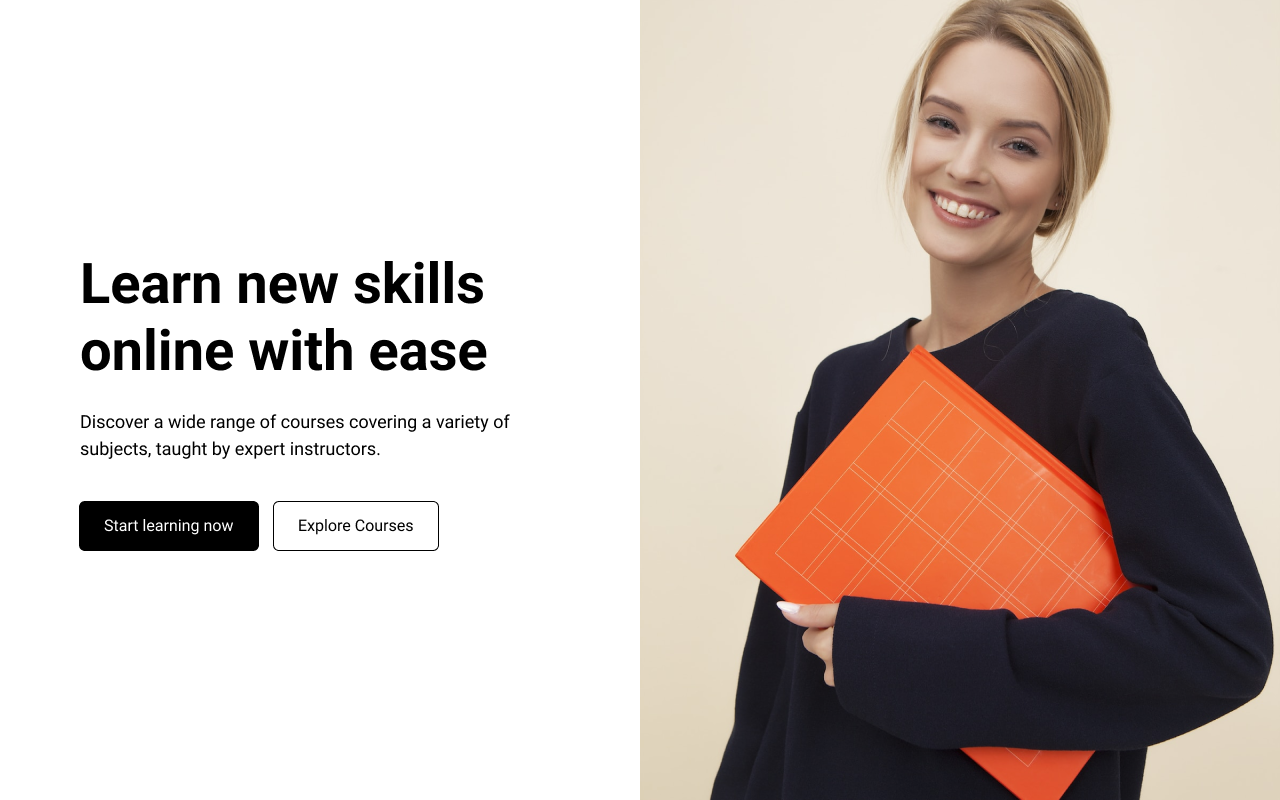 Learn new skills
online with ease
Discover a wide range of courses covering a variety of
subjects, taught by expert instructors.
Start learning now
Explore Courses